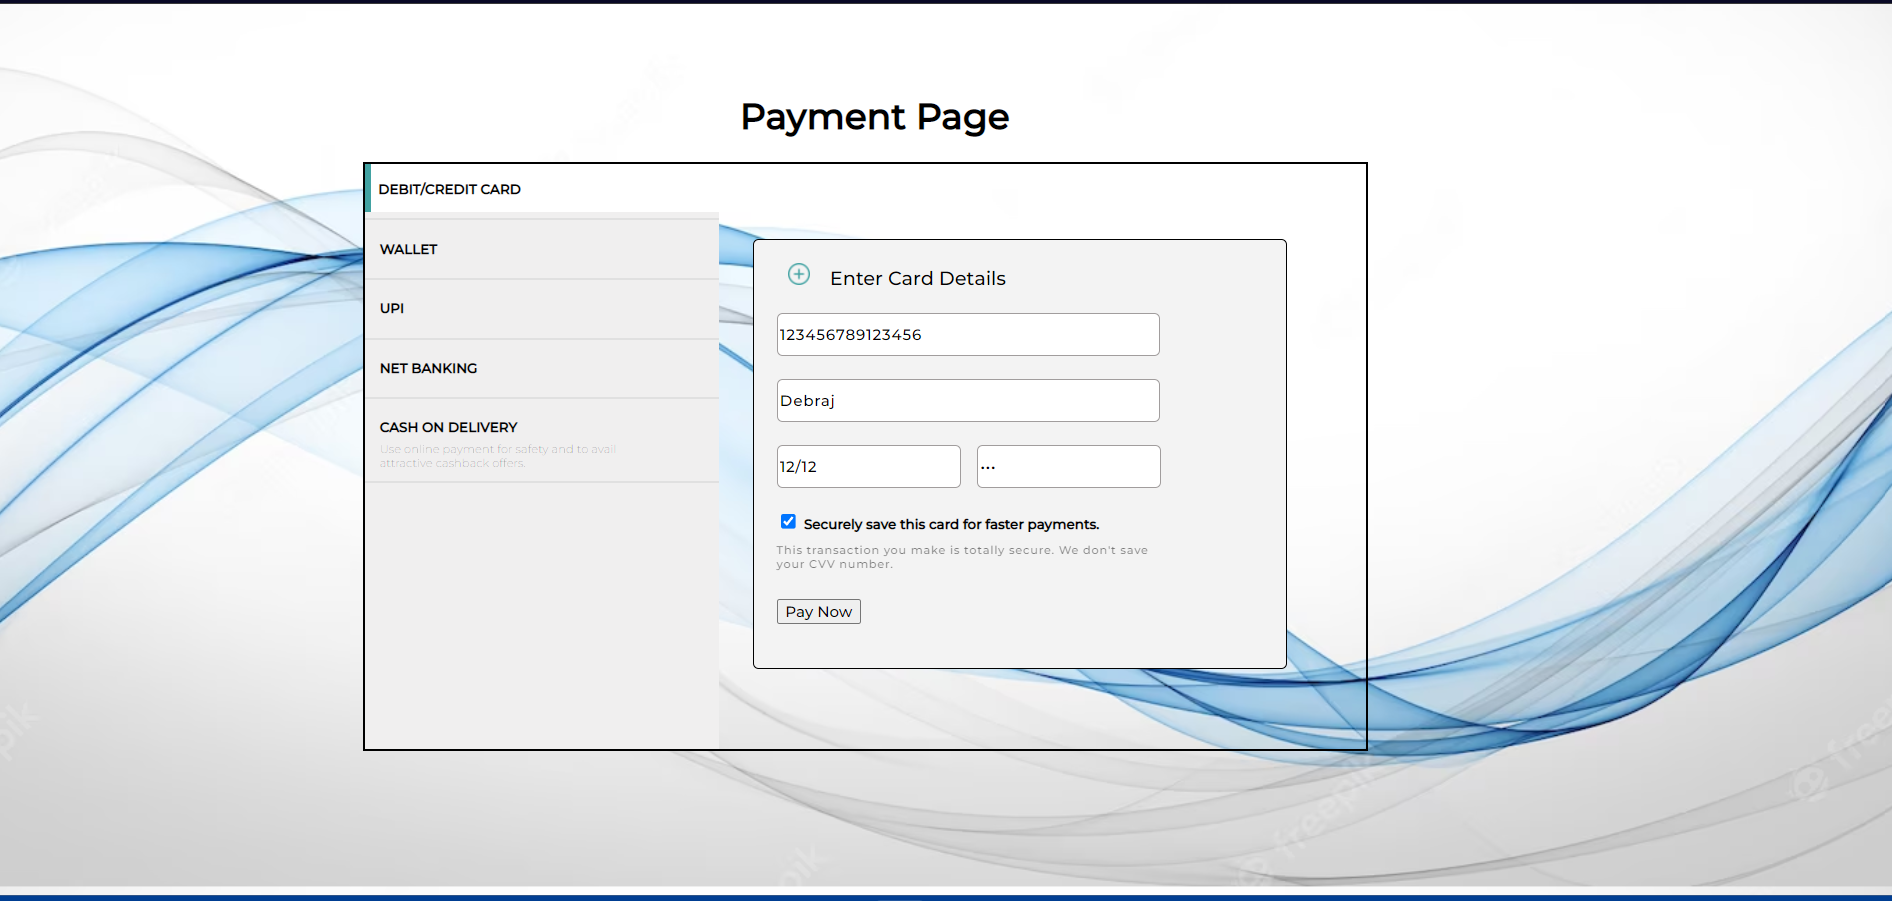 Payment Page
DEBIT/CREDIT CARD
WALLET
UPI
NET BANKING
CASH ON DELIVERY
Use online payment for safety and to avail
attractive cashback offers.
Enter Card Details
123456789123456
Debraj
12/12
•••
Securely save this card for faster payments.
This transaction you make is totally secure. We don't save
your CVV number.
Pay Now
freepik